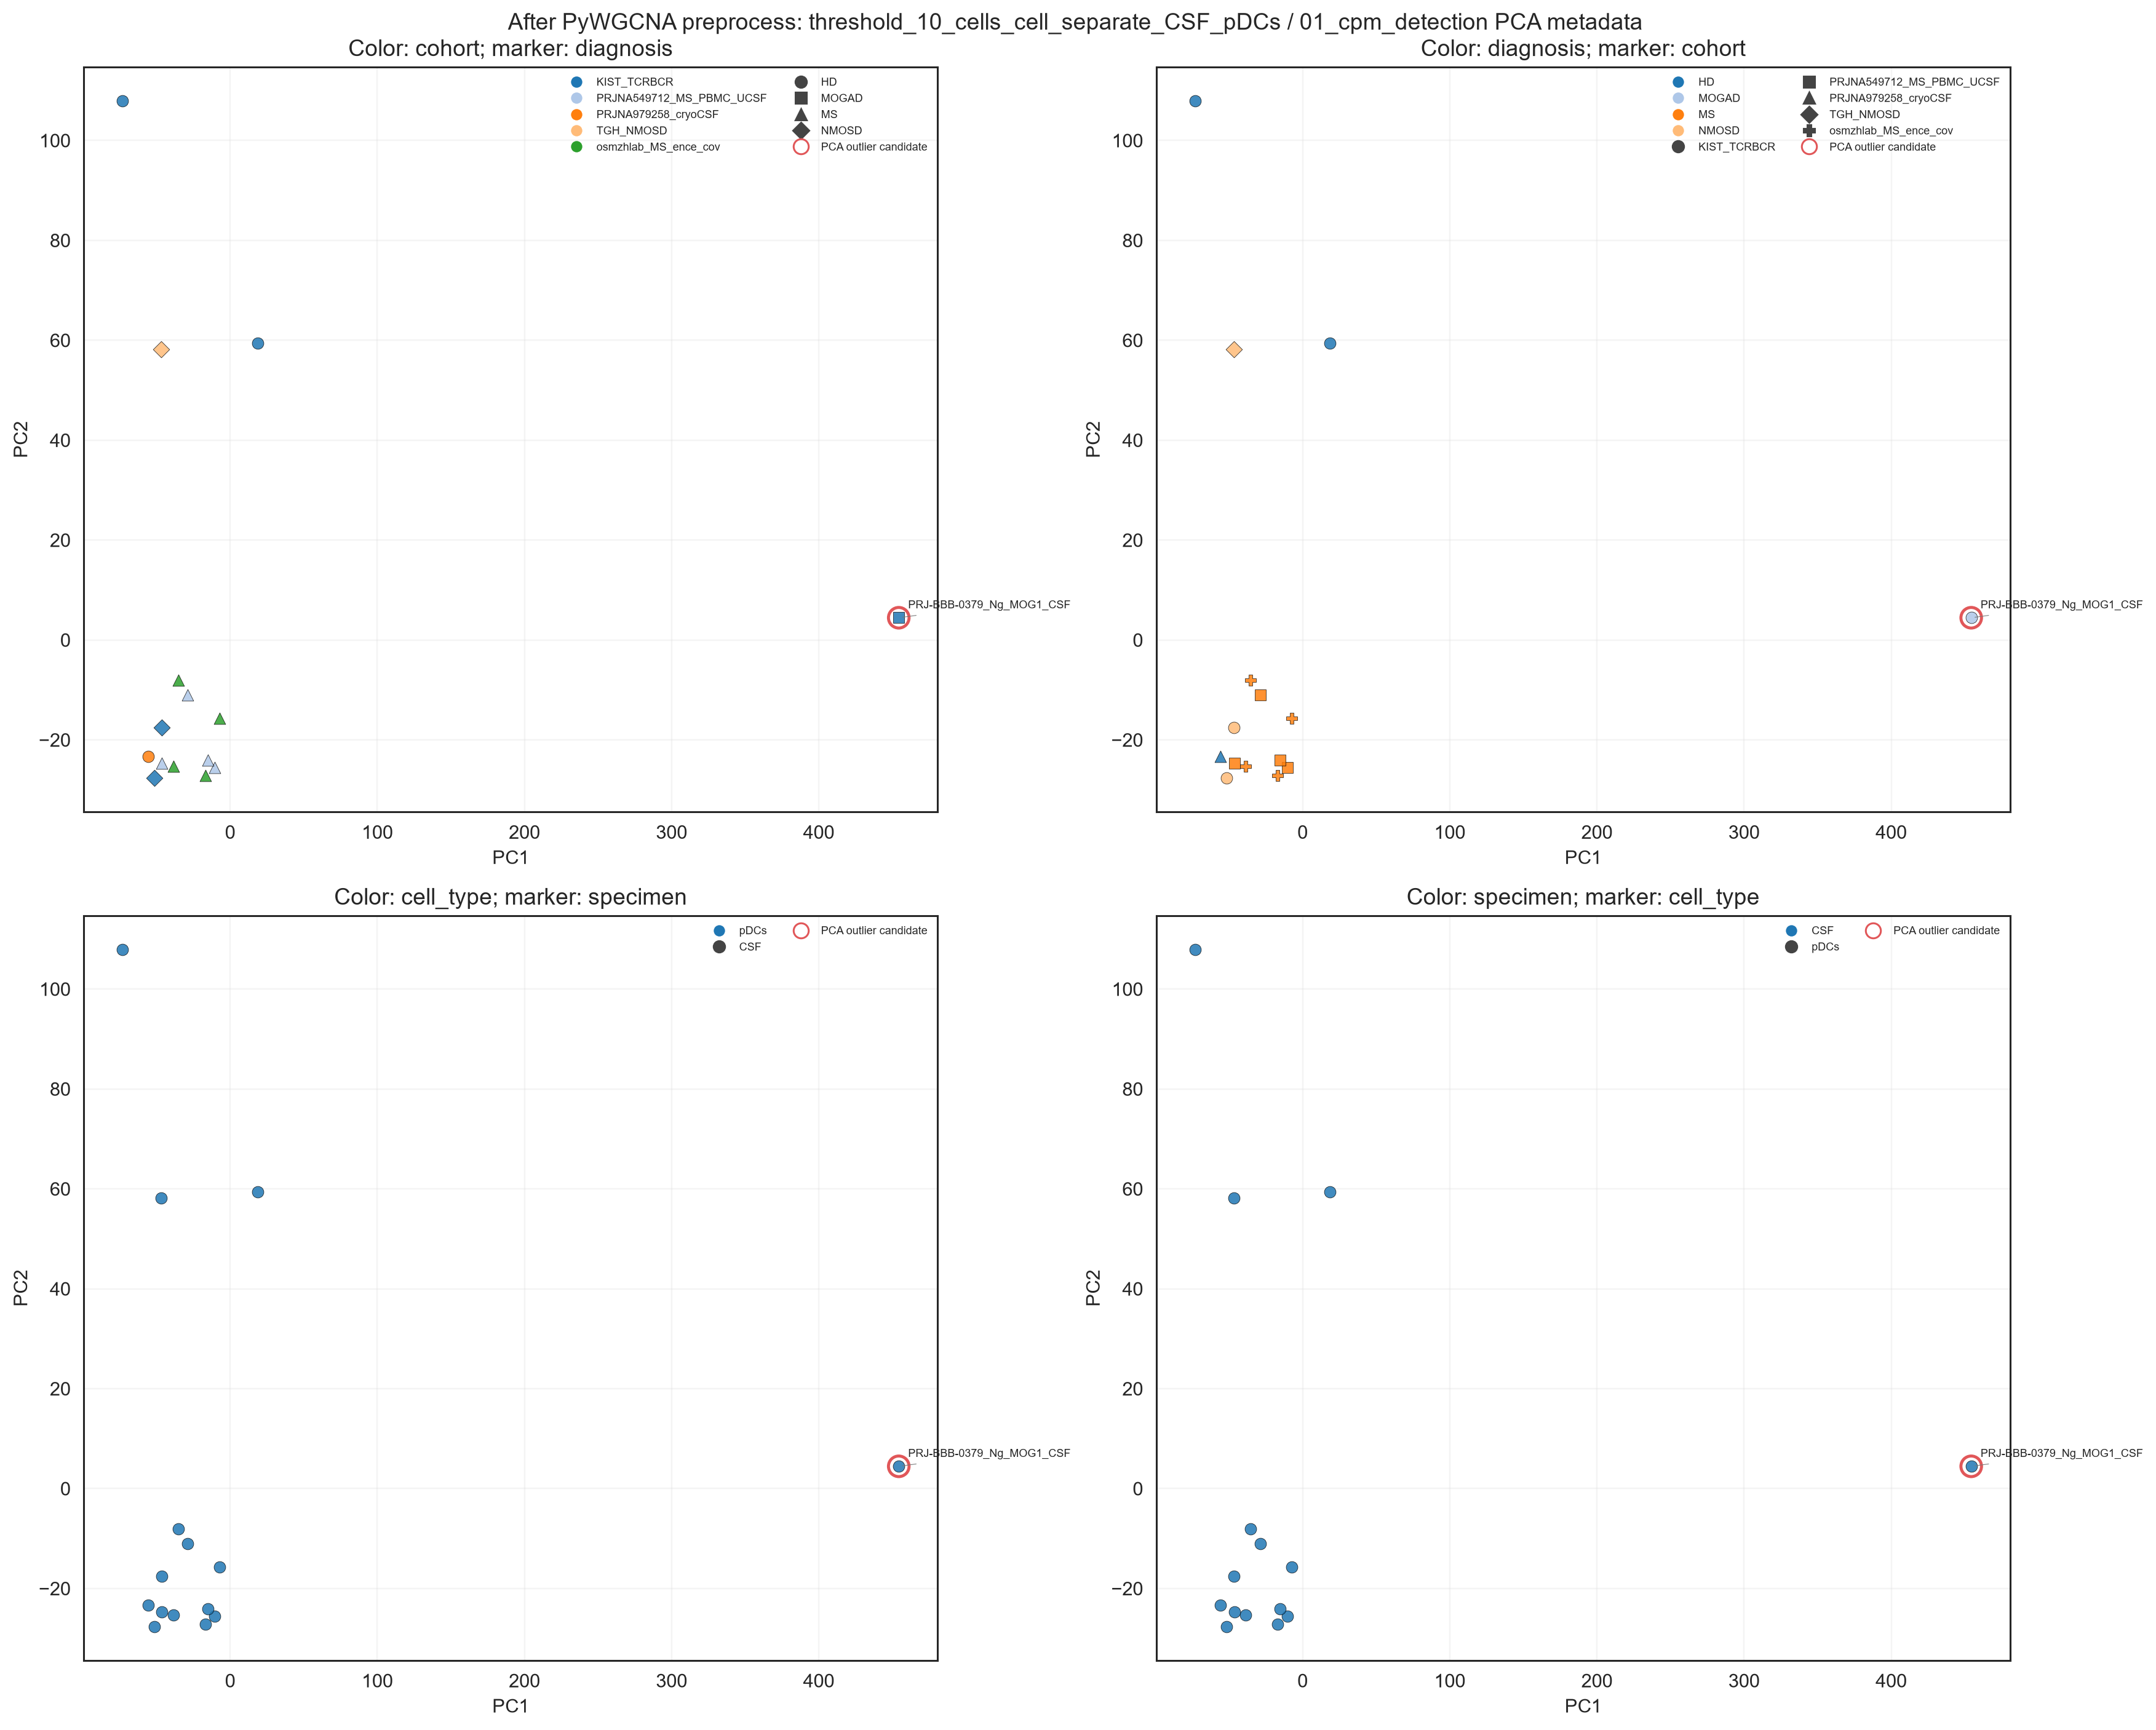 After PyWGCNA preprocess: threshold_10_cells_cell_separate_CSF_pDCs / 01_cpm_detection PCA metadata
Color: cohort; marker: diagnosis
KIST_TCRBCR
PRJNA549712_MS_PBMC_UCSF
PRJNA979258_cryoCSF
TGH_NMOSD
osmzhlab_MS_ence_cov
HD
MOGAD
MS
NMOSD
PCA outlier candidate
PRJ-BBB-0379_Ng_MOG1_CSF
100
80
60
40
20
0
−20
PC2
0
100
200
300
400
PC1
Color: diagnosis; marker: cohort
HD
MOGAD
MS
NMOSD
KIST_TCRBCR
PRJNA549712_MS_PBMC_UCSF
PRJNA979258_cryoCSF
TGH_NMOSD
osmzhlab_MS_ence_cov
PCA outlier candidate
PRJ-BBB-0379_Ng_MOG1_CSF
100
80
60
40
20
0
−20
PC2
0
100
200
300
400
PC1
Color: cell_type; marker: specimen
pDCs
CSF
PCA outlier candidate
PRJ-BBB-0379_Ng_MOG1_CSF
100
80
60
40
20
0
−20
PC2
0
100
200
300
400
PC1
Color: specimen; marker: cell_type
CSF
pDCs
PCA outlier candidate
PRJ-BBB-0379_Ng_MOG1_CSF
100
80
60
40
20
0
−20
PC2
0
100
200
300
400
PC1